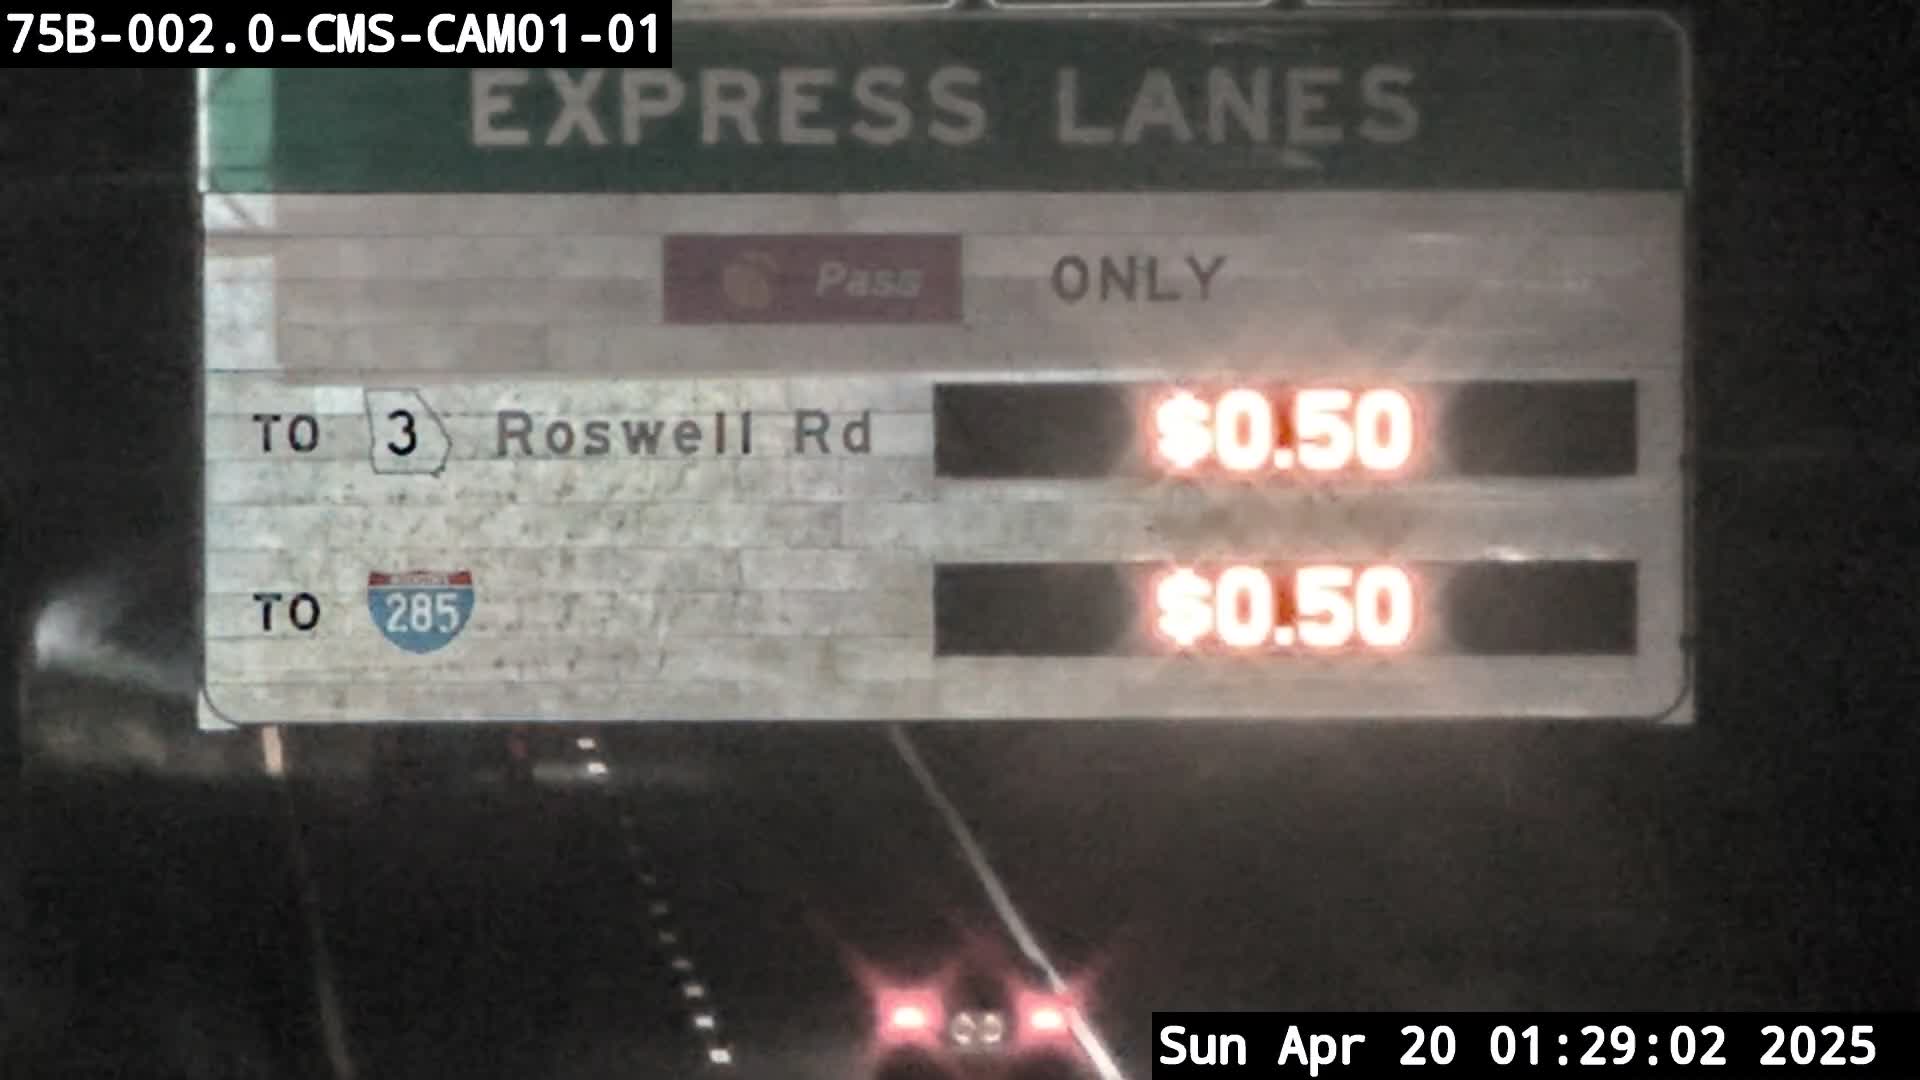 75B-002.0-CMS-CAM01-01
EXPRESS LANES
Pass ONLY
TO 3 Roswell Rd $0.50
TO 285 $0.50
Sun Apr 20 01:29:02 2025